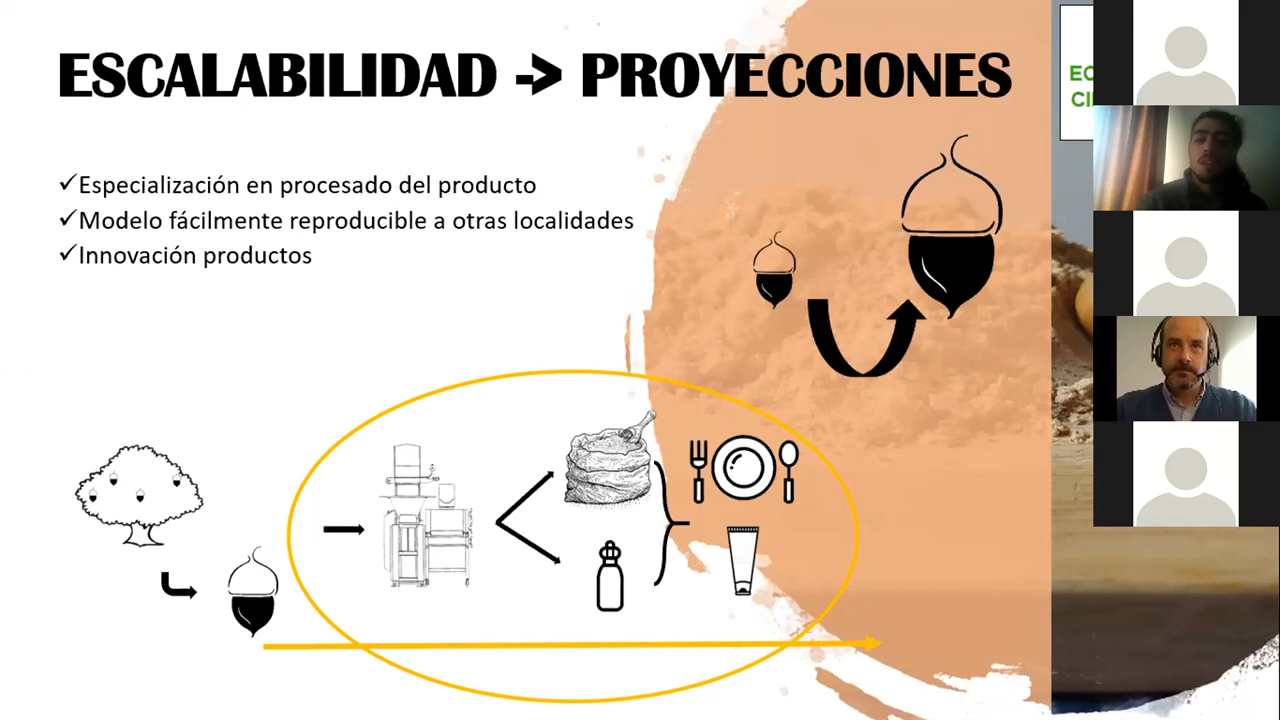 ESCALABILIDAD -> PROYECCIONES
✓Especialización en procesado del producto
✓Modelo fácilmente reproducible a otras localidades
✓Innovación productos